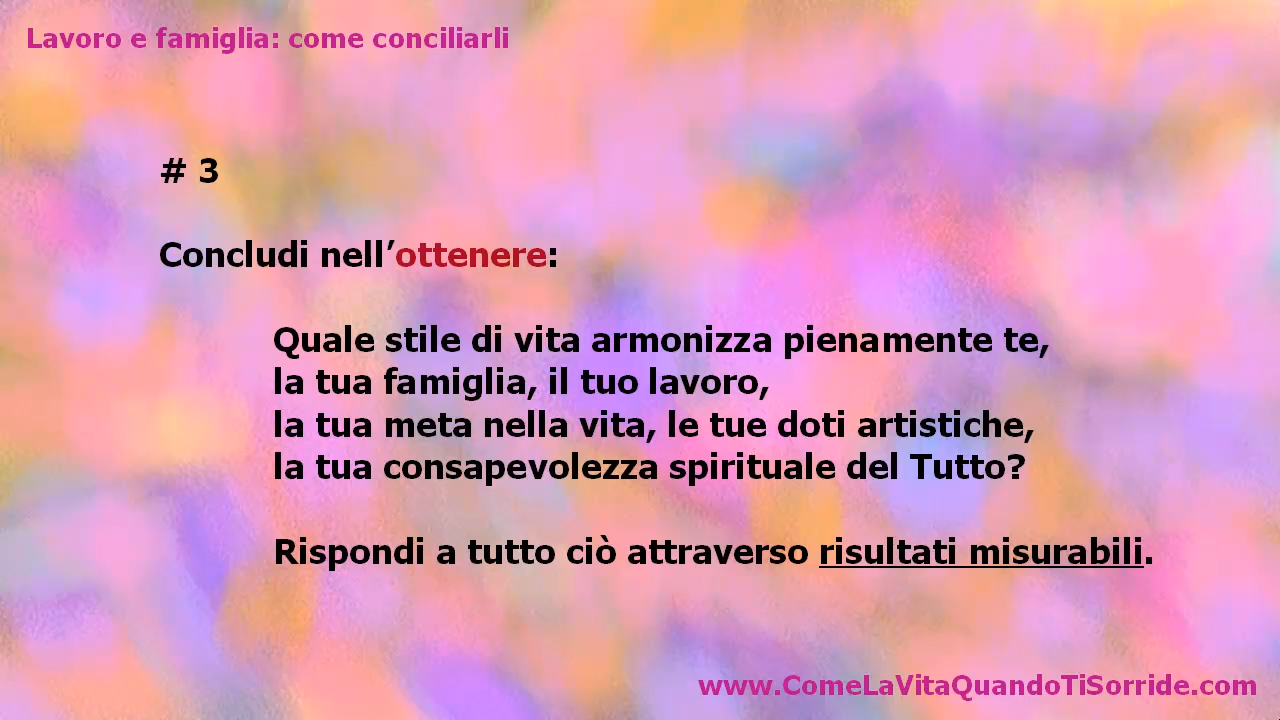 Lavoro e famiglia: come conciliarli
# 3
Concludi nell’ottenere:
Quale stile di vita armonizza pienamente te,
la tua famiglia, il tuo lavoro,
la tua meta nella vita, le tue doti artistiche,
la tua consapevolezza spirituale del Tutto?
Rispondi a tutto ciò attraverso risultati misurabili.
www.ComeLaVitaQuandoTiSorride.com